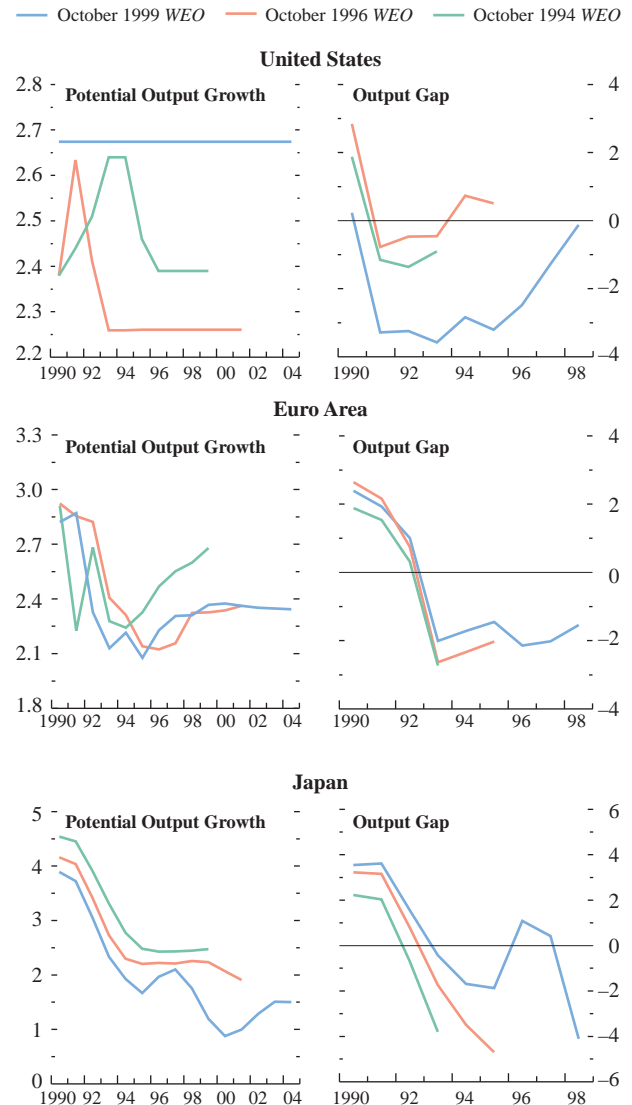 October 1999 WEO October 1996 WEO October 1994 WEO
United States
Potential Output Growth
2.8
2.7
2.6
2.5
2.4
2.3
2.2
1990 92 94 96 98 00 02 04
Output Gap
4
2
0
–2
–4
1990 92 94 96 98
Euro Area
Potential Output Growth
3.3
3.0
2.7
2.4
2.1
1.8
1990 92 94 96 98 00 02 04
Output Gap
4
2
0
–2
–4
1990 92 94 96 98
Japan
Potential Output Growth
5
4
3
2
1
0
1990 92 94 96 98 00 02 04
Output Gap
6
4
2
0
–2
–4
–6
1990 92 94 96 98